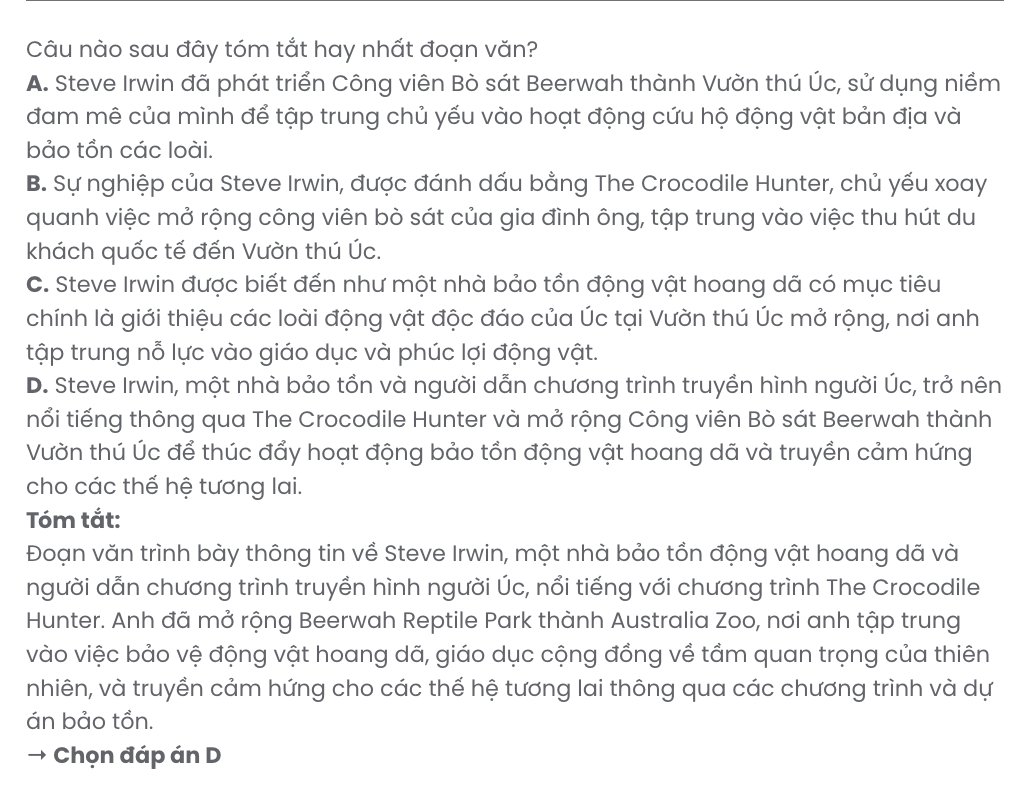 Câu nào sau đây tóm tắt hay nhất đoạn văn?
A. Steve Irwin đã phát triển Công viên Bò sát Beerwah thành Vườn thú Úc, sử dụng niềm
đam mê của mình để tập trung chủ yếu vào hoạt động cứu hộ động vật bản địa và
bảo tồn các loài.
B. Sự nghiệp của Steve Irwin, được đánh dấu bằng The Crocodile Hunter, chủ yếu xoay
quanh việc mở rộng công viên bò sát của gia đình ông, tập trung vào việc thu hút du
khách quốc tế đến Vườn thú Úc.
C. Steve Irwin được biết đến như một nhà bảo tồn động vật hoang dã có mục tiêu
chính là giới thiệu các loài động vật độc đáo của Úc tại Vườn thú Úc mở rộng, nơi anh
tập trung nỗ lực vào giáo dục và phúc lợi động vật.
D. Steve Irwin, một nhà bảo tồn và người dẫn chương trình truyền hình người Úc, trở nên
nổi tiếng thông qua The Crocodile Hunter và mở rộng Công viên Bò sát Beerwah thành
Vườn thú Úc để thúc đẩy hoạt động bảo tồn động vật hoang dã và truyền cảm hứng
cho các thế hệ tương lai.
Tóm tắt:
Đoạn văn trình bày thông tin về Steve Irwin, một nhà bảo tồn động vật hoang dã và
người dẫn chương trình truyền hình người Úc, nổi tiếng với chương trình The Crocodile
Hunter. Anh đã mở rộng Beerwah Reptile Park thành Australia Zoo, nơi anh tập trung
vào việc bảo vệ động vật hoang dã, giáo dục cộng đồng về tầm quan trọng của thiên
nhiên, và truyền cảm hứng cho các thế hệ tương lai thông qua các chương trình và dự
án bảo tồn.
→ Chọn đáp án D